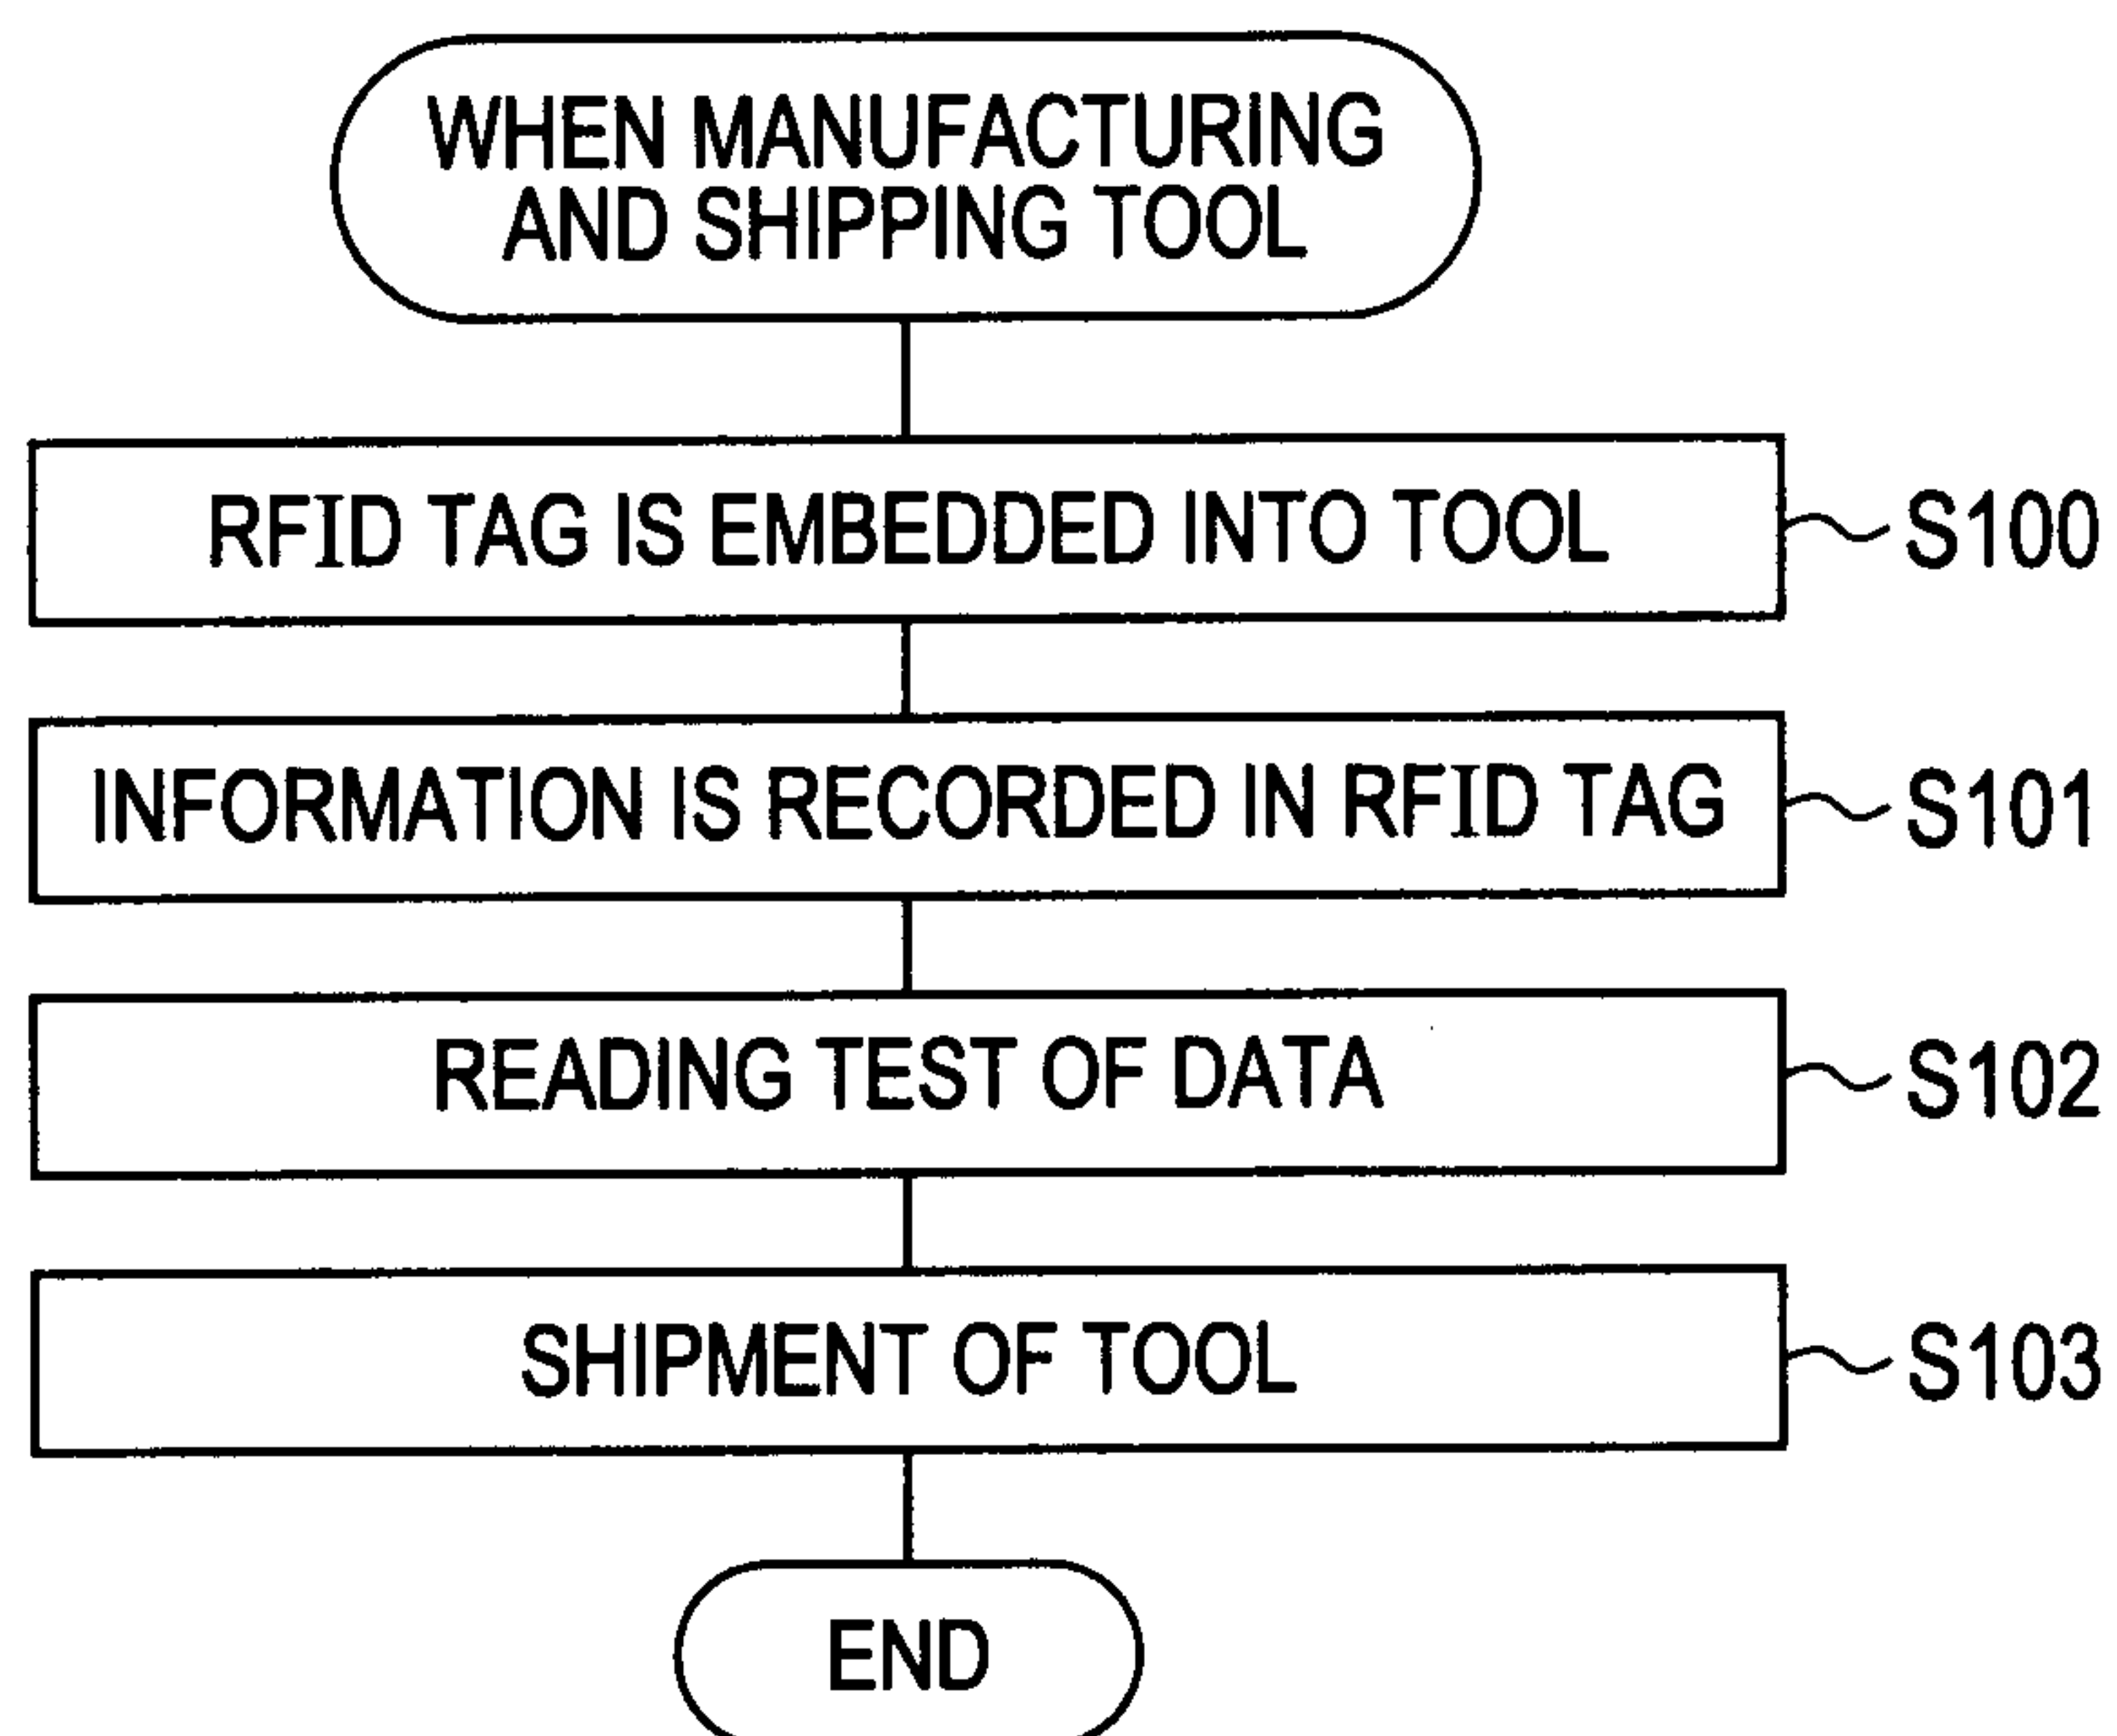 WHEN MANUFACTURING
AND SHIPPING TOOL
RFID TAG IS EMBEDDED INTO TOOL
S100
INFORMATION IS RECORDED IN RFID TAG
S101
READING TEST OF DATA
S102
SHIPMENT OF TOOL
S103
END